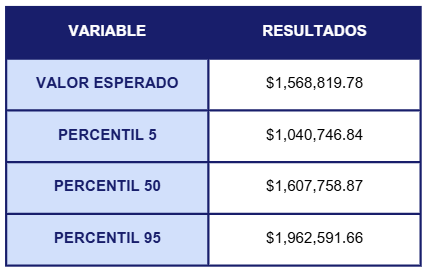 VARIABLE RESULTADOS
VALOR ESPERADO $1,568,819.78
PERCENTIL 5 $1,040,746.84
PERCENTIL 50 $1,607,758.87
PERCENTIL 95 $1,962,591.66